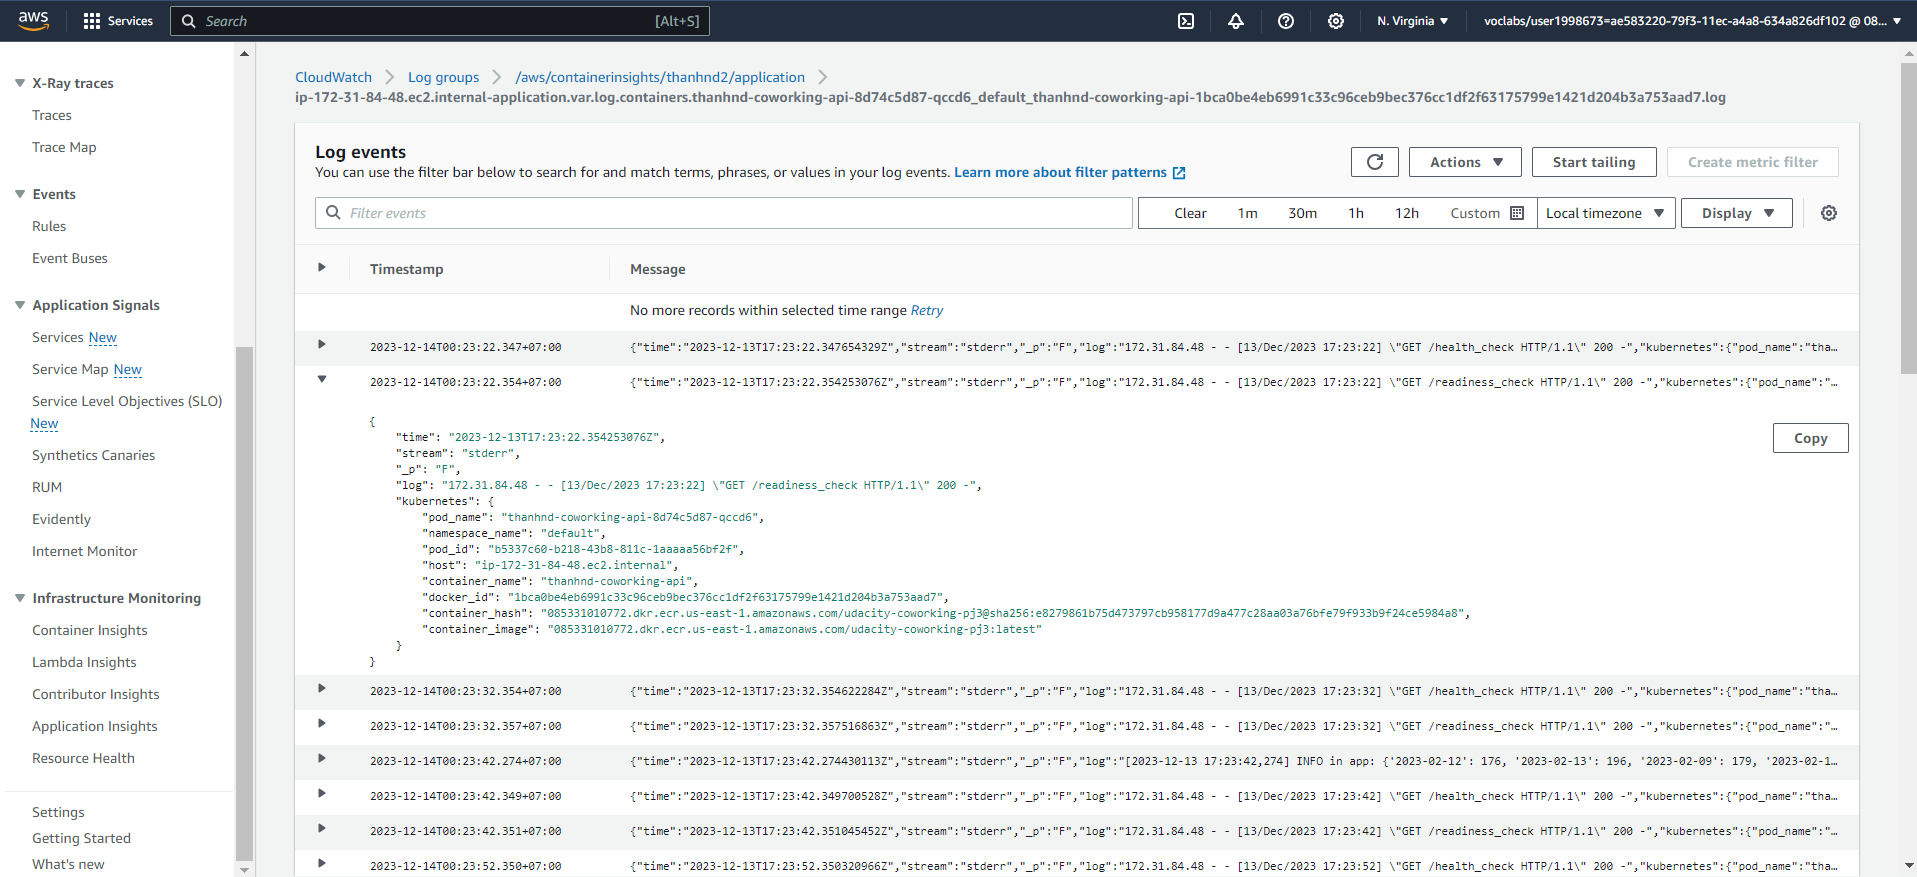 aws
Services
Search
[Alt+S]
N. Virginia
voclabs/user1998673=ae583220-79f3-11ec-a4a8-634a826df102 @ 08...
X-Ray traces
Traces
Trace Map
Events
Rules
Event Buses
Application Signals
Services New
Service Map New
Service Level Objectives (SLO)
New
Synthetics Canaries
RUM
Evidently
Internet Monitor
Infrastructure Monitoring
Container Insights
Lambda Insights
Contributor Insights
Application Insights
Resource Health
Settings
Getting Started
What's new
CloudWatch
Log groups
/aws/containerinsights/thanhnd2/application
ip-172-31-84-48.ec2.internal-application.var.log.containers.thanhnd-coworking-api-8d74c5d87-qccd6_default_thanhnd-coworking-api-1bca0be4eb6991c33c96ceb9bec376cc1df2f63175799e1421d204b3a753aad7.log
Log events
You can use the filter bar below to search for and match terms, phrases, or values in your log events. Learn more about filter patterns
Actions
Start tailing
Create metric filter
Filter events
Clear
1m
30m
1h
12h
Custom
Local timezone
Display
Timestamp
Message
No more records within selected time range Retry
2023-12-14T00:23:22.347+07:00 {"time":"2023-12-13T17:23:22.347654329Z","stream":"stderr","_p":"F","log":"172.31.84.48 - - [13/Dec/2023 17:23:22] \"GET /health_check HTTP/1.1\" 200 -","kubernetes":{"pod_name":"tha...
2023-12-14T00:23:22.354+07:00 {"time":"2023-12-13T17:23:22.354253076Z","stream":"stderr","_p":"F","log":"172.31.84.48 - - [13/Dec/2023 17:23:22] \"GET /readiness_check HTTP/1.1\" 200 -","kubernetes":{"pod_name":"...
{
"time": "2023-12-13T17:23:22.354253076Z",
"stream": "stderr",
"_p": "F",
"log": "172.31.84.48 - - [13/Dec/2023 17:23:22] \"GET /readiness_check HTTP/1.1\" 200 -",
"kubernetes": {
"pod_name": "thanhnd-coworking-api-8d74c5d87-qccd6",
"namespace_name": "default",
"pod_id": "b5337c60-b218-43b8-811c-1aaaaa56bf2f",
"host": "ip-172-31-84-48.ec2.internal",
"container_name": "thanhnd-coworking-api",
"docker_id": "1bca0be4eb6991c33c96ceb9bec376cc1df2f63175799e1421d204b3a753aad7",
"container_hash": "085331010772.dkr.ecr.us-east-1.amazonaws.com/udacity-coworking-pj3@sha256:e8279861b75d473797cb958177d9a477c28aa03a76bfe79f933b9f24ce5984a8",
"container_image": "085331010772.dkr.ecr.us-east-1.amazonaws.com/udacity-coworking-pj3:latest"
}
}
Copy
2023-12-14T00:23:32.354+07:00 {"time":"2023-12-13T17:23:32.354622284Z","stream":"stderr","_p":"F","log":"172.31.84.48 - - [13/Dec/2023 17:23:32] \"GET /health_check HTTP/1.1\" 200 -","kubernetes":{"pod_name":"tha...
2023-12-14T00:23:32.357+07:00 {"time":"2023-12-13T17:23:32.357516863Z","stream":"stderr","_p":"F","log":"172.31.84.48 - - [13/Dec/2023 17:23:32] \"GET /readiness_check HTTP/1.1\" 200 -","kubernetes":{"pod_name":"...
2023-12-14T00:23:42.274+07:00 {"time":"2023-12-13T17:23:42.274430113Z","stream":"stderr","_p":"F","log":"[2023-12-13 17:23:42,274] INFO in app: {'2023-02-12': 176, '2023-02-13': 196, '2023-02-09': 179, '2023-02-1...
2023-12-14T00:23:42.349+07:00 {"time":"2023-12-13T17:23:42.349700528Z","stream":"stderr","_p":"F","log":"172.31.84.48 - - [13/Dec/2023 17:23:42] \"GET /health_check HTTP/1.1\" 200 -","kubernetes":{"pod_name":"tha...
2023-12-14T00:23:42.351+07:00 {"time":"2023-12-13T17:23:42.351045452Z","stream":"stderr","_p":"F","log":"172.31.84.48 - - [13/Dec/2023 17:23:42] \"GET /readiness_check HTTP/1.1\" 200 -","kubernetes":{"pod_name":"...
2023-12-14T00:23:52.350+07:00 {"time":"2023-12-13T17:23:52.350320966Z","stream":"stderr","_p":"F","log":"172.31.84.48 - - [13/Dec/2023 17:23:52] \"GET /health_check HTTP/1.1\" 200 -","kubernetes":{"pod_name":"tha...